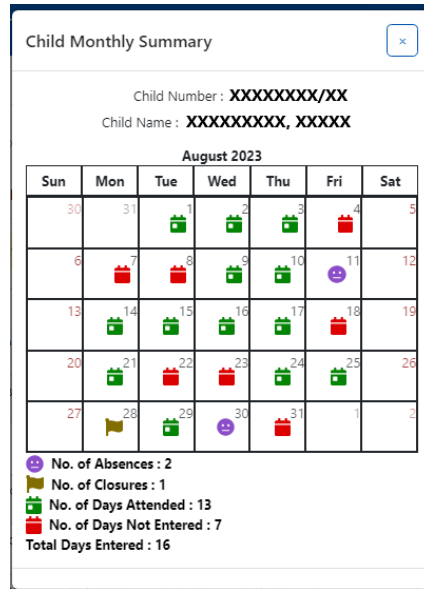 Child Monthly Summary ×
Child Number : XXXXXXXX/XX
Child Name : XXXXXXXXX, XXXXX
August 2023
Sun Mon Tue Wed Thu Fri Sat
30 31 1 2 3 4 5
6 7 8 9 10 11 12
13 14 15 16 17 18 19
20 21 22 23 24 25 26
27 28 29 30 31 1 2
No. of Absences : 2
No. of Closures : 1
No. of Days Attended : 13
No. of Days Not Entered : 7
Total Days Entered : 16